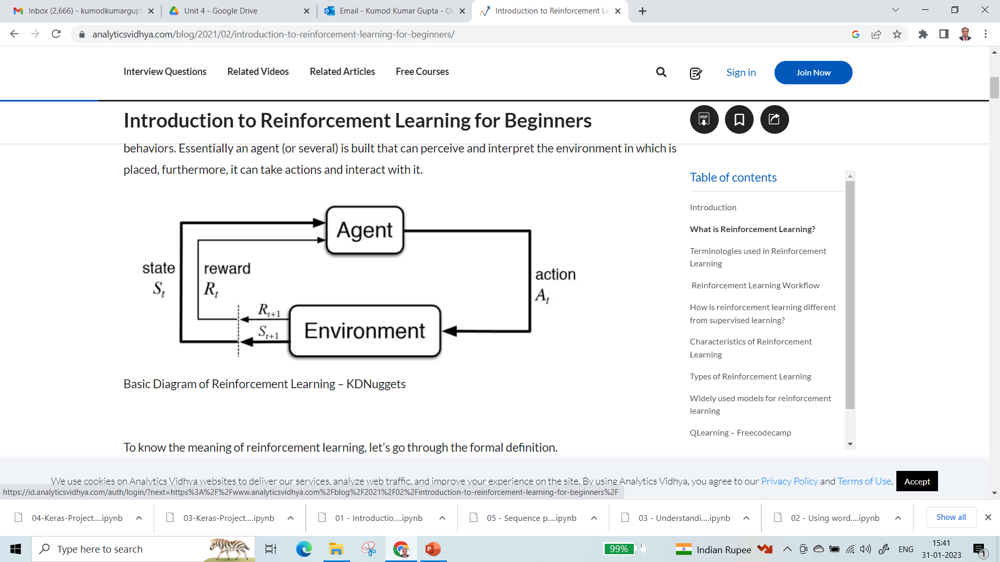 Inbox (2,666) - kumodkumargupt
Unit 4 - Google Drive
Email - Kumod Kumar Gupta - Ou
Introduction to Reinforcement Le
analyticsvidhya.com/blog/2021/02/introduction-to-reinforcement-learning-for-beginners/
Interview Questions
Related Videos
Related Articles
Free Courses
Sign in
Join Now
Introduction to Reinforcement Learning for Beginners
PDF
behaviors. Essentially an agent (or several) is built that can perceive and interpret the environment in which is
placed, furthermore, it can take actions and interact with it.
Agent
state
S_t
reward
R_t
action
A_t
R_{t+1}
S_{t+1}
Environment
Basic Diagram of Reinforcement Learning – KDNuggets
To know the meaning of reinforcement learning, let’s go through the formal definition.
Table of contents
Introduction
What is Reinforcement Learning?
Terminologies used in Reinforcement
Learning
Reinforcement Learning Workflow
How is reinforcement learning different
from supervised learning?
Characteristics of Reinforcement
Learning
Types of Reinforcement Learning
Widely used models for reinforcement
learning
QLearning – Freecodecamp
We use cookies on Analytics Vidhya websites to deliver our services, analyze web traffic, and improve your experience on the site. By using Analytics Vidhya, you agree to our Privacy Policy and Terms of Use.
Accept
https://id.analyticsvidhya.com/auth/login/?next=https%3A%2F%2Fwww.analyticsvidhya.com%2Fblog%2F2021%2F02%2Fintroduction-to-reinforcement-learning-for-beginners%2F
04-Keras-Project....ipynb
03-Keras-Project....ipynb
01 - Introductio....ipynb
05 - Sequence p....ipynb
03 - Understandi....ipynb
02 - Using word....ipynb
Show all
Type here to search
99%
Indian Rupee
ENG
15:41
31-01-2023
1